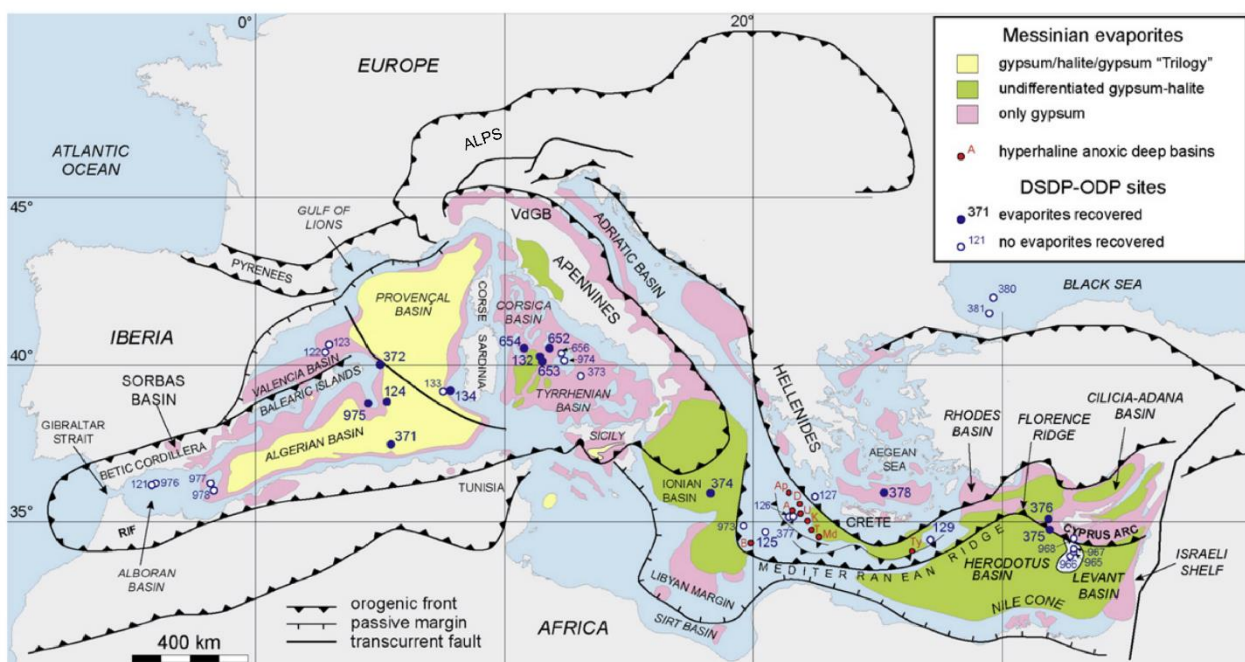 0°
20°
45°
40°
35°
EUROPE
ATLANTIC
OCEAN
ALPS
GULF OF
LIONS
PYRENEES
IBERIA
PROVENÇAL
BASIN
CORSE
SARDINIA
VdGB
ADRIATIC BASIN
APENNINES
CORSICA
BASIN
123
122
VALENCIA BASIN
BALEARIC ISLANDS
372
124
975
133
134
371
ALGERIAN BASIN
SORBAS
BASIN
GIBRALTAR
STRAIT
BETIC CORDILLERA
121
976
977
978
RIF
ALBORAN
BASIN
TUNISIA
654
652
656
132
974
653
373
TYRRHENIAN
BASIN
SICILY
HELLENIDES
IONIAN
BASIN
374
973
B
125
126
377
127
Ap
D
A
U
K
T
Md
CRETE
AEGEAN
SEA
378
Ty
129
RHODES
BASIN
FLORENCE
RIDGE
CILICIA-ADANA
BASIN
376
375
CYPRUS ARC
968
967
965
966
MEDITERRANEAN RIDGE
HERODOTUS
BASIN
LEVANT
BASIN
NILE CONE
ISRAELI
SHELF
LIBYAN MARGIN
SIRT BASIN
AFRICA
BLACK SEA
380
381
Messinian evaporites
gypsum/halite/gypsum "Trilogy"
undifferentiated gypsum-halite
only gypsum
A hyperhaline anoxic deep basins
DSDP-ODP sites
371 evaporites recovered
121 no evaporites recovered
orogenic front
passive margin
transcurrent fault
400 km